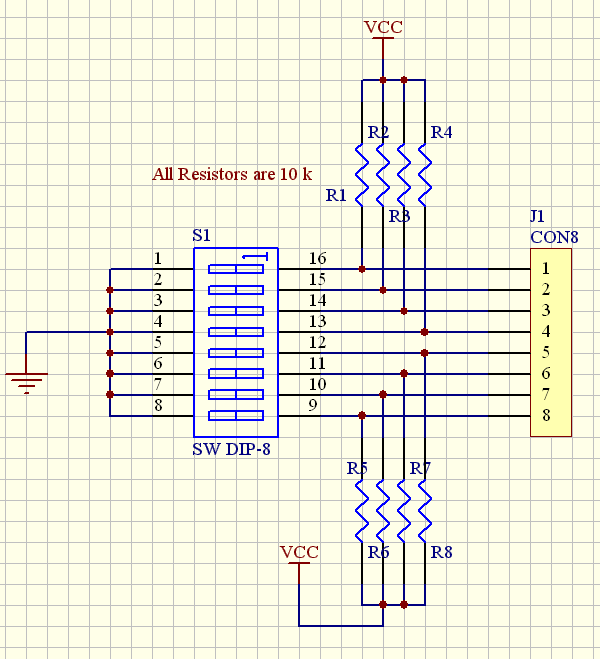 VCC
R2 R4
All Resistors are 10 k
R1
R3
J1
S1
CON8
1 16 1
2 15 2
3 14 3
4 13 4
5 12 5
6 11 6
7 10 7
8 9 8
SW DIP-8
R5 R7
VCC R6 R8